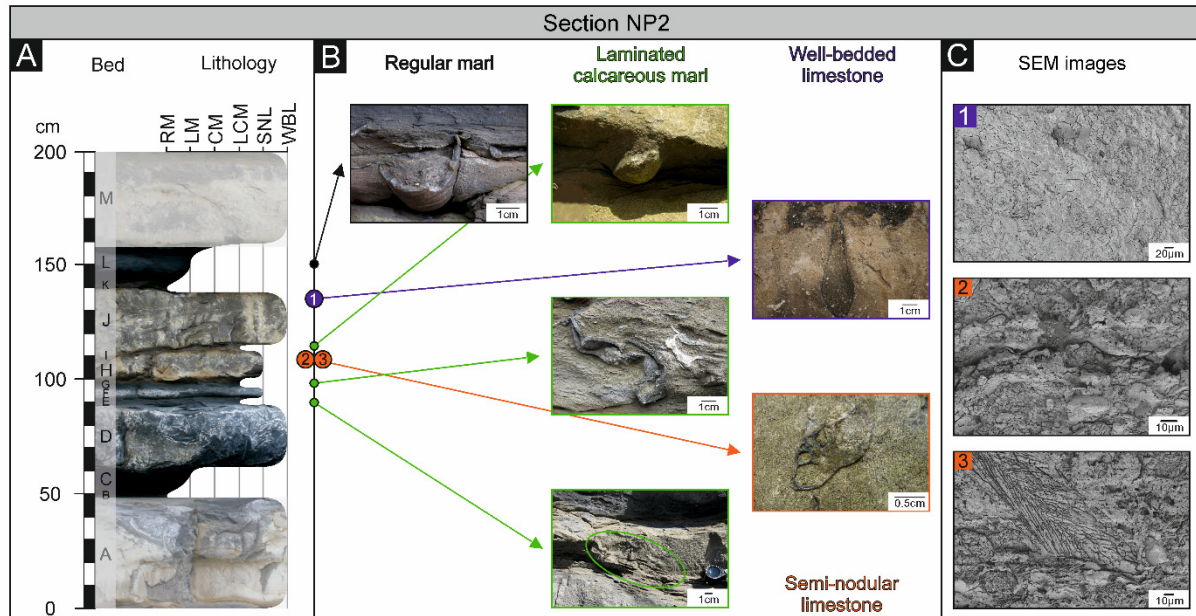 Section NP2
A
Bed
Lithology
cm
RM
LM
CM
LCM
SNL
WBL
200
150
100
50
0
M
L
K
J
I
H
G
E
D
C
B
A
B
Regular marl
Laminated
calcareous marl
Well-bedded
limestone
1cm
1cm
1cm
1cm
0.5cm
1cm
1
2
3
Semi-nodular
limestone
C
SEM images
1
20µm
2
10µm
3
10µm